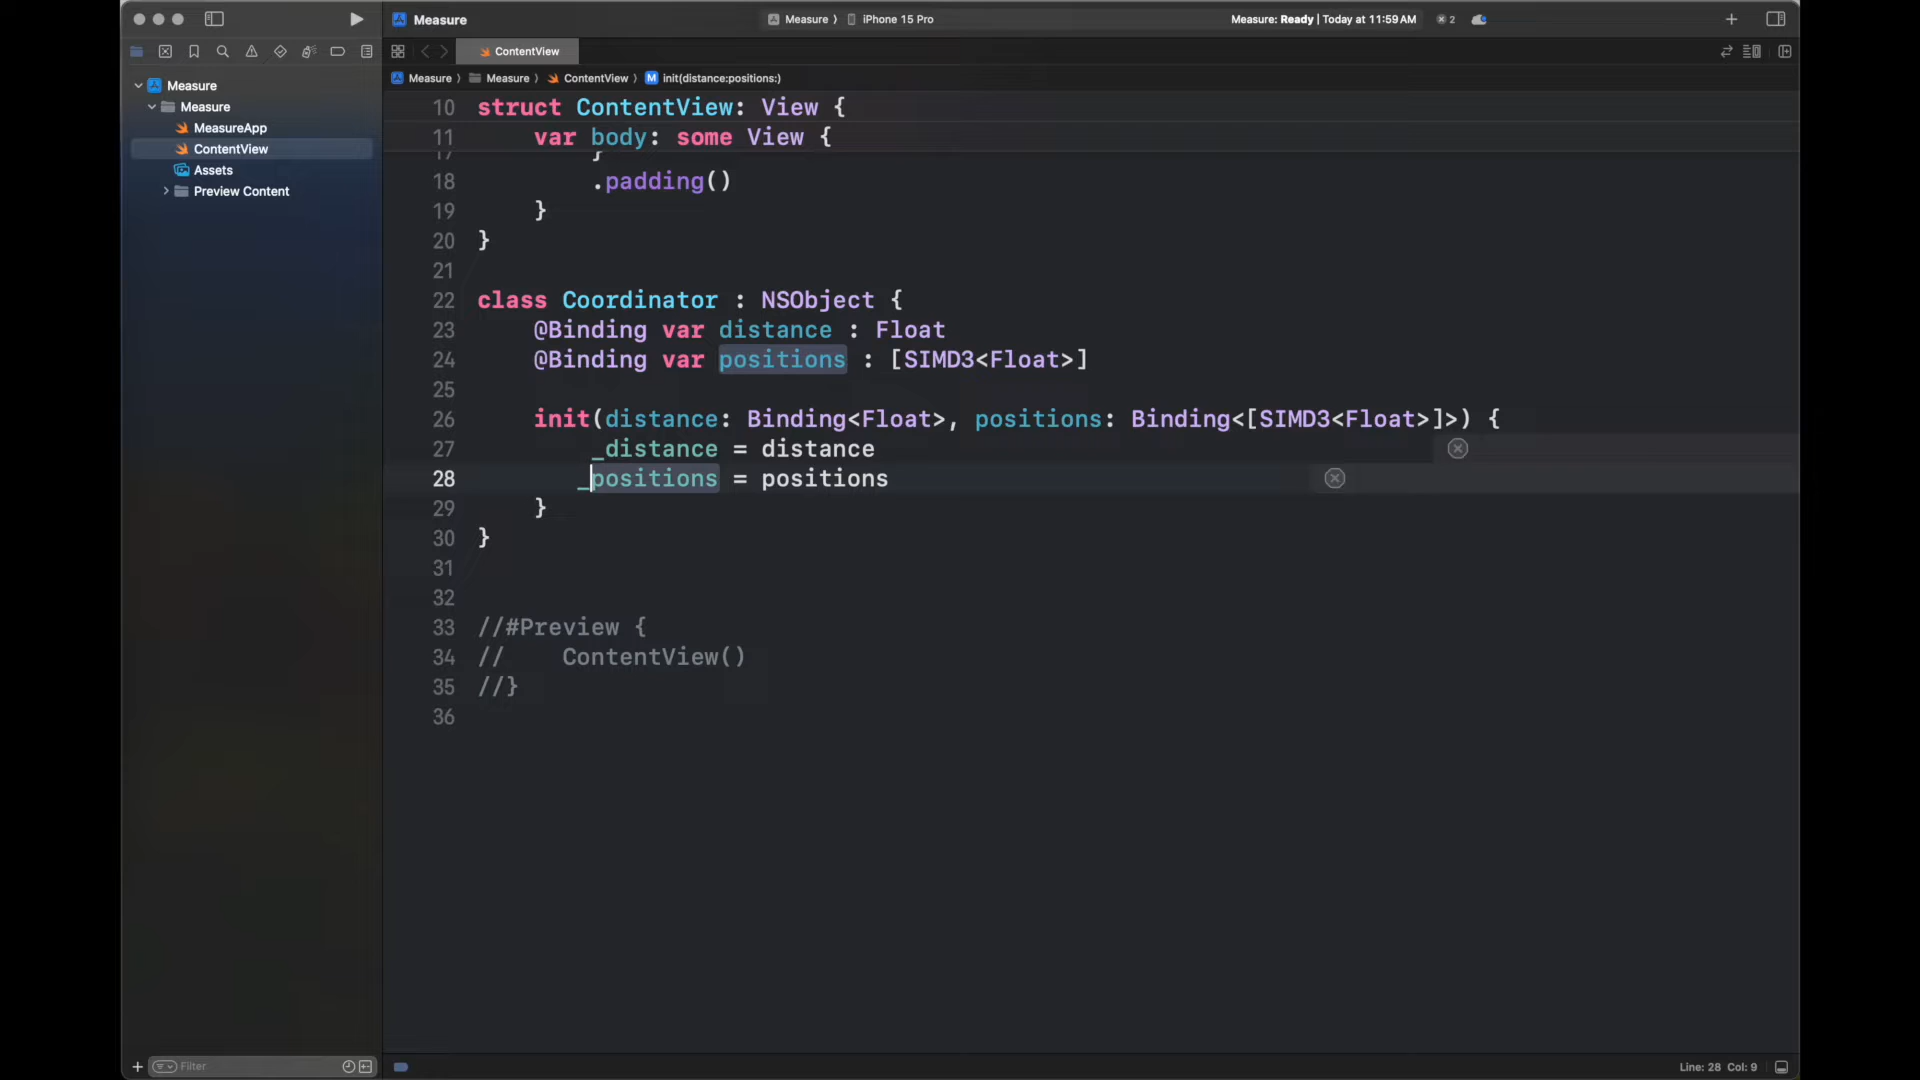 Measure
Measure ⟩ iPhone 15 Pro
Measure: Ready | Today at 11:59 AM
2
ContentView
Measure ⟩ Measure ⟩ ContentView ⟩ M init(distance:positions:)
Measure
Measure
MeasureApp
ContentView
Assets
Preview Content
10 struct ContentView: View {
11     var body: some View {
17         }
18         .padding()
19     }
20 }
21
22 class Coordinator : NSObject {
23     @Binding var distance : Float
24     @Binding var positions : [SIMD3<Float>]
25
26     init(distance: Binding<Float>, positions: Binding<[SIMD3<Float>]>) {
27         _distance = distance
28        _positions = positions
29     }
30 }
31
32
33 //#Preview {
34 //    ContentView()
35 //}
36
Filter
Line: 28 Col: 9